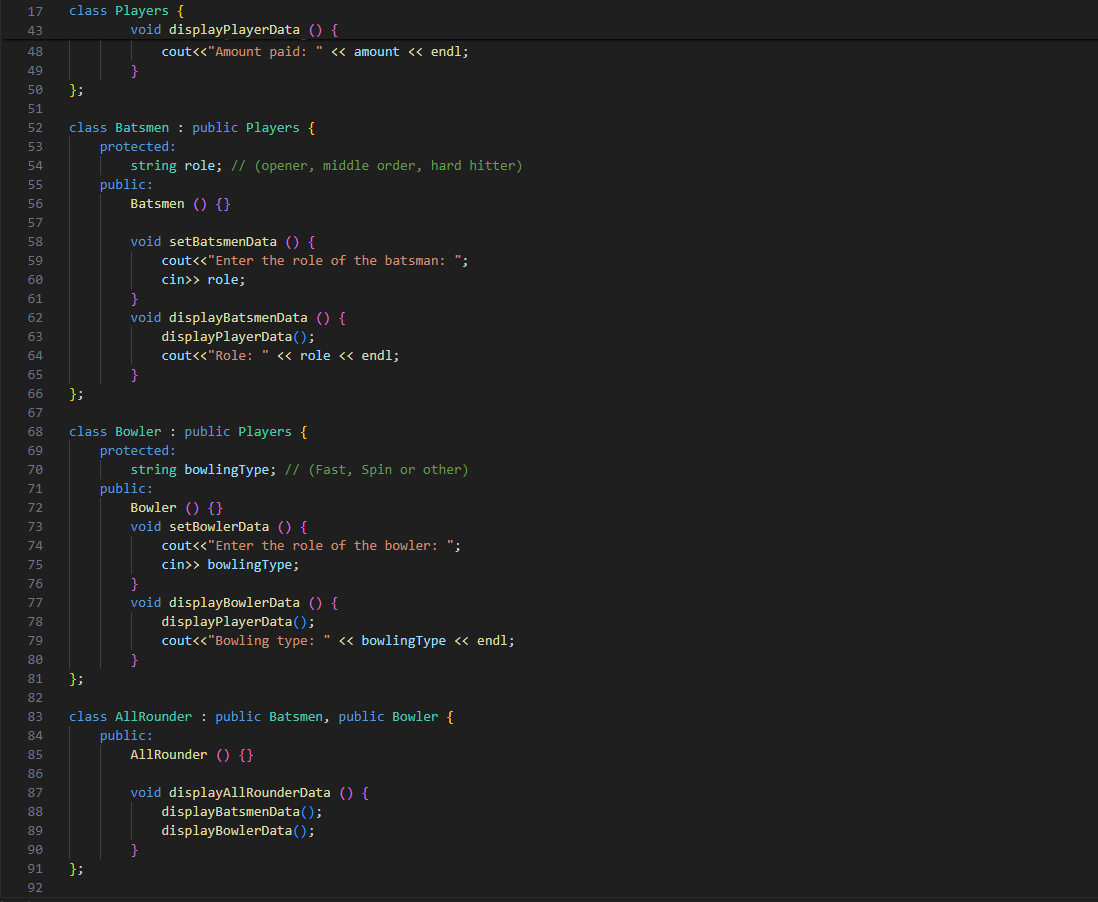 17 class Players {
43 void displayPlayerData () {
48 cout<<"Amount paid: " << amount << endl;
49 }
50 };
51
52 class Batsmen : public Players {
53 protected:
54 string role; // (opener, middle order, hard hitter)
55 public:
56 Batsmen () {}
57
58 void setBatsmenData () {
59 cout<<"Enter the role of the batsman: ";
60 cin>> role;
61 }
62 void displayBatsmenData () {
63 displayPlayerData();
64 cout<<"Role: " << role << endl;
65 }
66 };
67
68 class Bowler : public Players {
69 protected:
70 string bowlingType; // (Fast, Spin or other)
71 public:
72 Bowler () {}
73 void setBowlerData () {
74 cout<<"Enter the role of the bowler: ";
75 cin>> bowlingType;
76 }
77 void displayBowlerData () {
78 displayPlayerData();
79 cout<<"Bowling type: " << bowlingType << endl;
80 }
81 };
82
83 class AllRounder : public Batsmen, public Bowler {
84 public:
85 AllRounder () {}
86
87 void displayAllRounderData () {
88 displayBatsmenData();
89 displayBowlerData();
90 }
91 };
92